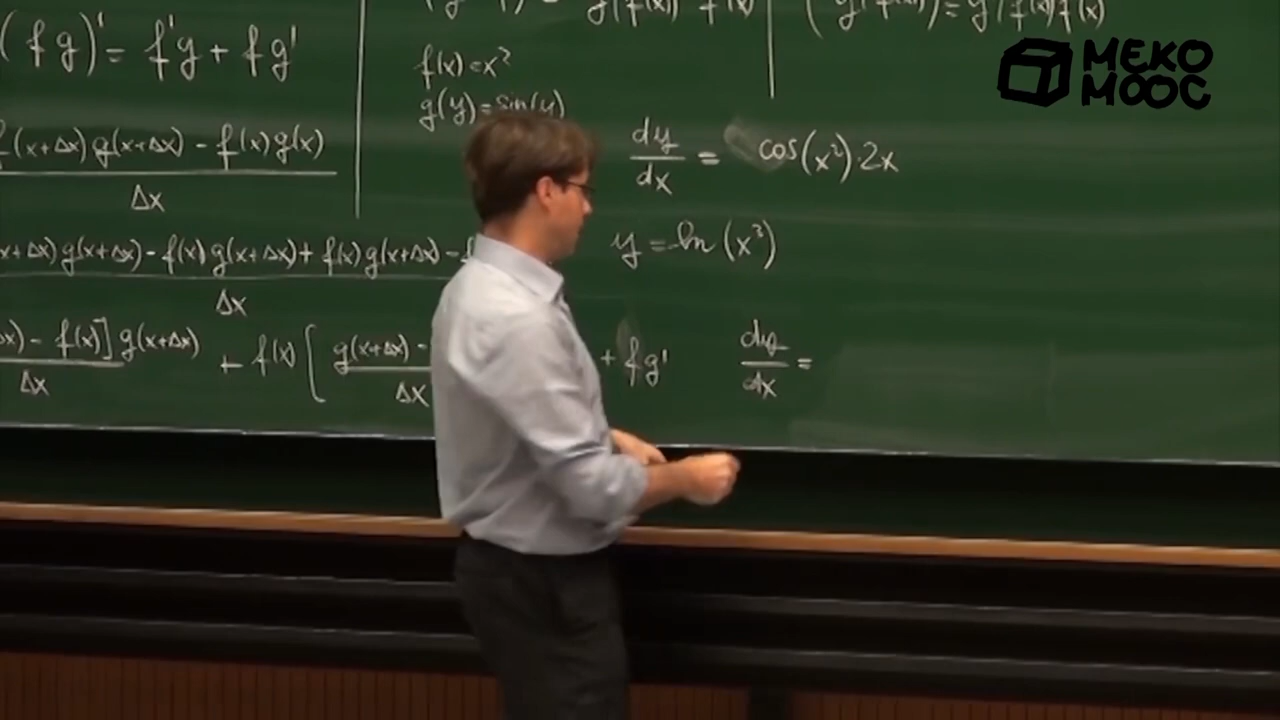 (fg)' = f'g + fg'
(x+Δx)g(x+Δx) - f(x)g(x)
Δx
x+Δx)g(x+Δx) - f(x)g(x+Δx) + f(x)g(x+Δx) -
Δx
x) - f(x)]g(x+Δx) + f(x)[g(x+Δx) -
Δx Δx
+ fg'
f(x) = x²
g(y) = sin(y)
dy/dx = cos(x²)·2x
y = ln(x³)
dy/dx =
MEKO
MOOC